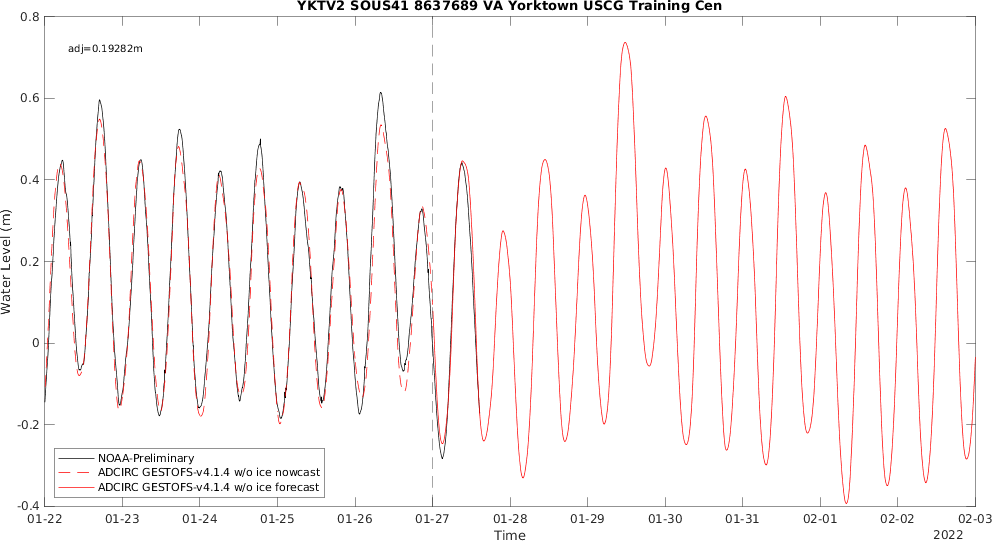 YKTV2 SOUS41 8637689 VA Yorktown USCG Training Cen
0.8
adj=0.19282m
0.6
0.4
0.2
0
-0.2
-0.4
Water Level (m)
NOAA-Preliminary
ADCIRC GESTOFS-v4.1.4 w/o ice nowcast
ADCIRC GESTOFS-v4.1.4 w/o ice forecast
01-22 01-23 01-24 01-25 01-26 01-27 01-28 01-29 01-30 01-31 02-01 02-02 02-03
Time
2022